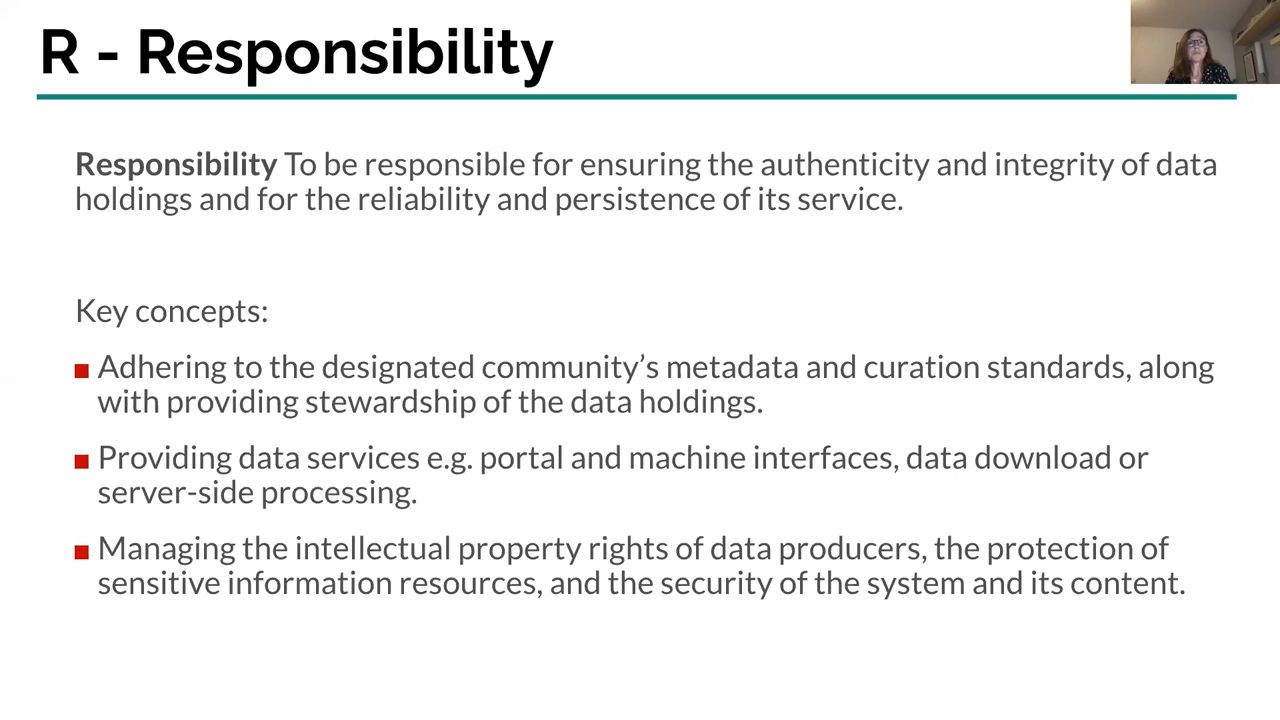 R - Responsibility
Responsibility To be responsible for ensuring the authenticity and integrity of data
holdings and for the reliability and persistence of its service.
Key concepts:
Adhering to the designated community’s metadata and curation standards, along
with providing stewardship of the data holdings.
Providing data services e.g. portal and machine interfaces, data download or
server-side processing.
Managing the intellectual property rights of data producers, the protection of
sensitive information resources, and the security of the system and its content.